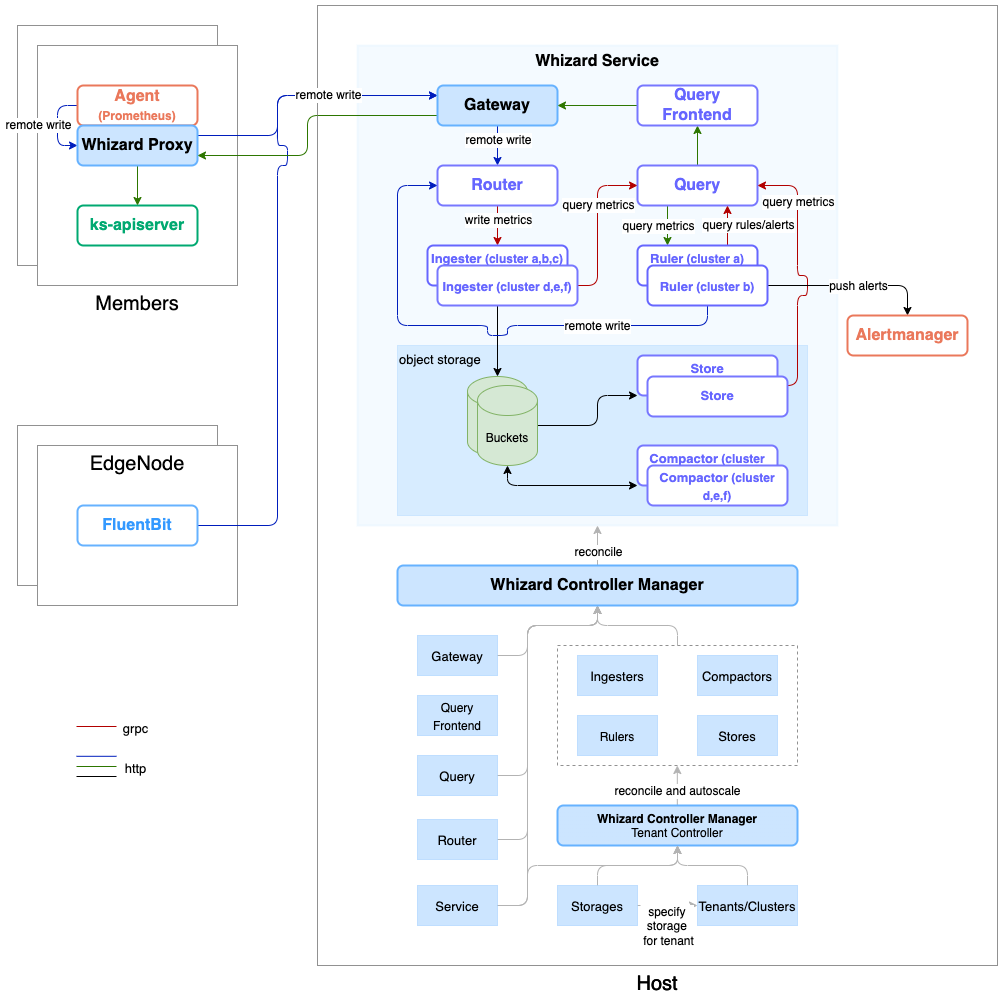 Whizard Service
Agent
(Prometheus)
remote write
Whizard Proxy
ks-apiserver
Members
remote write
Gateway
Query
Frontend
remote write
Router
Query
write metrics
query metrics
query metrics
query metrics
query rules/alerts
Ingester (cluster a,b,c)
Ingester (cluster d,e,f)
Ruler (cluster a)
Ruler (cluster b)
push alerts
Alertmanager
remote write
object storage
Buckets
Store
Store
Compactor (cluster
Compactor (cluster
d,e,f)
EdgeNode
FluentBit
reconcile
Whizard Controller Manager
Gateway
Query
Frontend
Query
Router
Service
Ingesters
Compactors
Rulers
Stores
reconcile and autoscale
Whizard Controller Manager
Tenant Controller
Storages
specify
storage
for tenant
Tenants/Clusters
grpc
http
Host